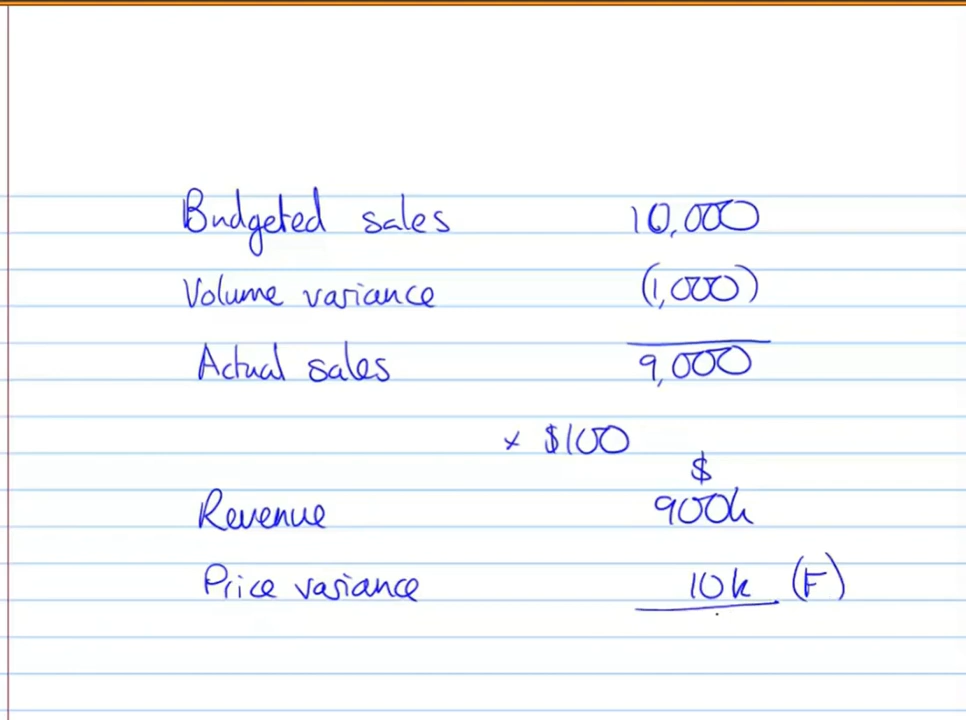 Budgeted sales 10,000
Volume variance (1,000)
Actual sales 9,000
x $100
$
Revenue 900k
Price variance 10k (F)